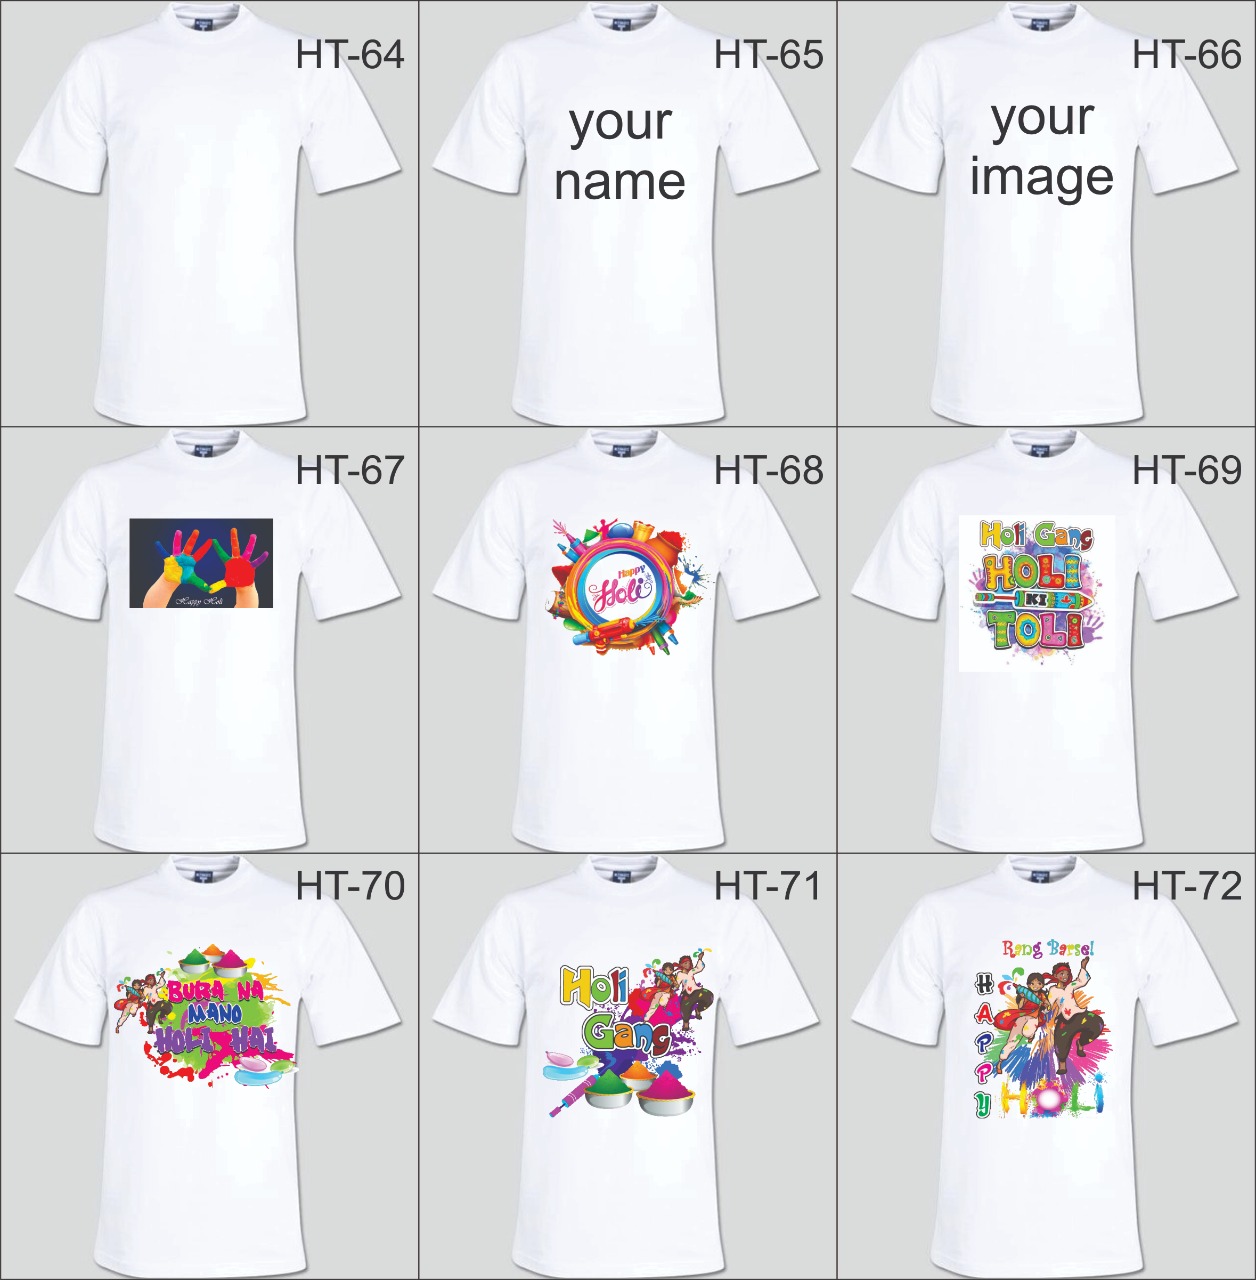 HT-64
HT-65
your
name
HT-66
your
image
HT-67
Happy Holi
HT-68
Happy
Holi
HT-69
Holi Gang
HOLI
KI
TOLI
HT-70
BURA NA
MANO
HOLI HAI
HT-71
Holi
Gang
HT-72
Rang Barse!
HAPPY
HOLi